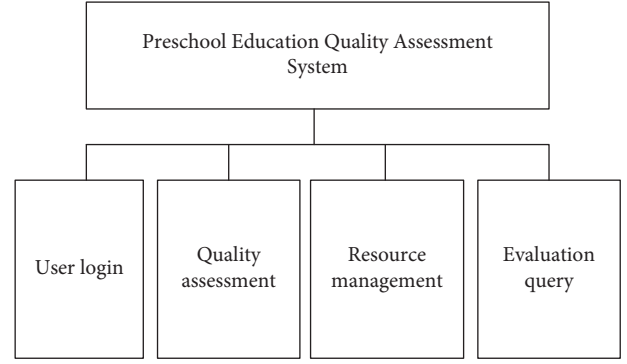 Preschool Education Quality Assessment
System
User login
Quality
assessment
Resource
management
Evaluation
query